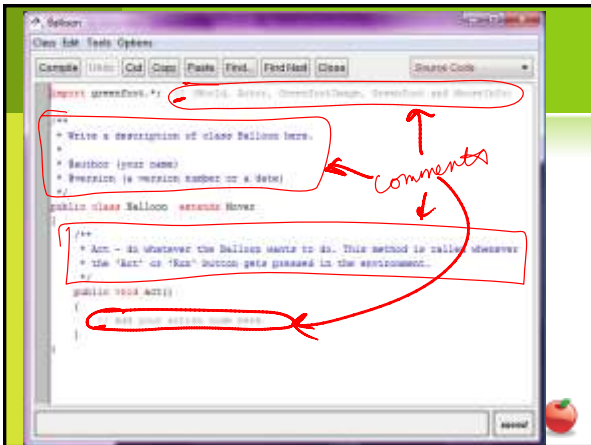 Balloon
Class Edit Tools Options
Compile Undo Cut Copy Paste Find... Find Next Close Source Code
import greenfoot.*; (World, Actor, GreenfootImage, Greenfoot and MouseInfo)
/**
* Write a description of class Balloon here.
*
* @author (your name)
* @version (a version number or a date)
*/
comments
public class Balloon extends Mover
{
/**
* Act - do whatever the Balloon wants to do. This method is called whenever
* the 'Act' or 'Run' button gets pressed in the environment.
*/
public void act()
{
// Add your action code here.
}
}
saved